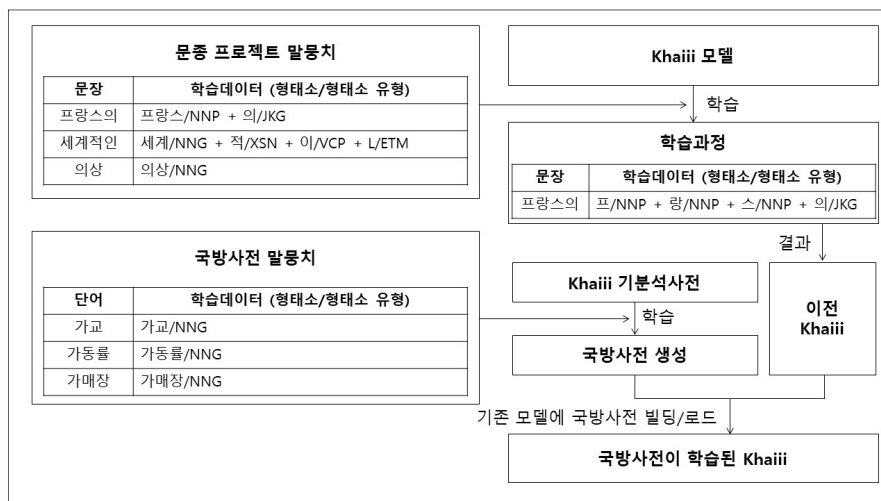 문종 프로젝트 말뭉치
문장 학습데이터 (형태소/형태소 유형)
프랑스의 프랑스/NNP + 의/JKG
세계적인 세계/NNG + 적/XSN + 이/VCP + L/ETM
의상 의상/NNG
국방사전 말뭉치
단어 학습데이터 (형태소/형태소 유형)
가교 가교/NNG
가동률 가동률/NNG
가매장 가매장/NNG
Khaiii 모델
학습
학습과정
문장 학습데이터 (형태소/형태소 유형)
프랑스의 프/NNP + 랑/NNP + 스/NNP + 의/JKG
결과
Khaiii 기분석사전
학습
국방사전 생성
이전
Khaiii
기존 모델에 국방사전 빌딩/로드
국방사전이 학습된 Khaiii